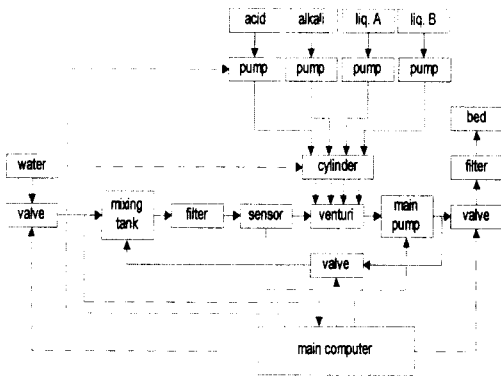 acid alkali liq. A liq. B
pump pump pump pump
bed
water cylinder filter
valve mixing tank filter sensor venturi main pump valve
valve
main computer